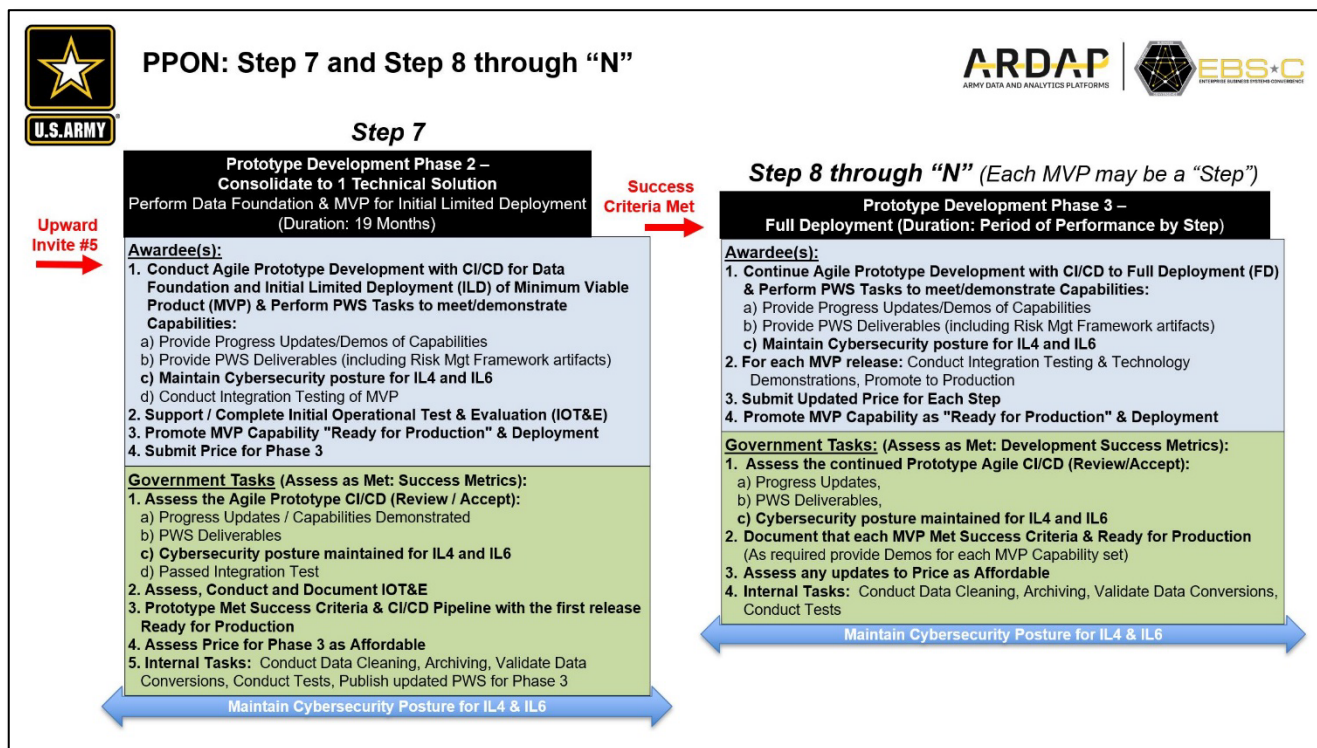 PPON: Step 7 and Step 8 through “N”
U.S.ARMY
ARDAP
ARMY DATA AND ANALYTICS PLATFORMS
EBS★C
ENTERPRISE BUSINESS SYSTEMS CONVERGENCE
Upward
Invite #5
Step 7
Prototype Development Phase 2 –
Consolidate to 1 Technical Solution
Perform Data Foundation & MVP for Initial Limited Deployment
(Duration: 19 Months)
Awardee(s):
1. Conduct Agile Prototype Development with CI/CD for Data
Foundation and Initial Limited Deployment (ILD) of Minimum Viable
Product (MVP) & Perform PWS Tasks to meet/demonstrate
Capabilities:
a) Provide Progress Updates/Demos of Capabilities
b) Provide PWS Deliverables (including Risk Mgt Framework artifacts)
c) Maintain Cybersecurity posture for IL4 and IL6
d) Conduct Integration Testing of MVP
2. Support / Complete Initial Operational Test & Evaluation (IOT&E)
3. Promote MVP Capability "Ready for Production" & Deployment
4. Submit Price for Phase 3
Government Tasks (Assess as Met: Success Metrics):
1. Assess the Agile Prototype CI/CD (Review / Accept):
a) Progress Updates / Capabilities Demonstrated
b) PWS Deliverables
c) Cybersecurity posture maintained for IL4 and IL6
d) Passed Integration Test
2. Assess, Conduct and Document IOT&E
3. Prototype Met Success Criteria & CI/CD Pipeline with the first release
Ready for Production
4. Assess Price for Phase 3 as Affordable
5. Internal Tasks: Conduct Data Cleaning, Archiving, Validate Data
Conversions, Conduct Tests, Publish updated PWS for Phase 3
Maintain Cybersecurity Posture for IL4 & IL6
Success
Criteria Met
Step 8 through “N” (Each MVP may be a “Step”)
Prototype Development Phase 3 –
Full Deployment (Duration: Period of Performance by Step)
Awardee(s):
1. Continue Agile Prototype Development with CI/CD to Full Deployment (FD)
& Perform PWS Tasks to meet/demonstrate Capabilities:
a) Provide Progress Updates/Demos of Capabilities
b) Provide PWS Deliverables (including Risk Mgt Framework artifacts)
c) Maintain Cybersecurity posture for IL4 and IL6
2. For each MVP release: Conduct Integration Testing & Technology
Demonstrations, Promote to Production
3. Submit Updated Price for Each Step
4. Promote MVP Capability as "Ready for Production" & Deployment
Government Tasks: (Assess as Met: Development Success Metrics):
1. Assess the continued Prototype Agile CI/CD (Review/Accept):
a) Progress Updates,
b) PWS Deliverables,
c) Cybersecurity posture maintained for IL4 and IL6
2. Document that each MVP Met Success Criteria & Ready for Production
(As required provide Demos for each MVP Capability set)
3. Assess any updates to Price as Affordable
4. Internal Tasks: Conduct Data Cleaning, Archiving, Validate Data Conversions,
Conduct Tests
Maintain Cybersecurity Posture for IL4 & IL6